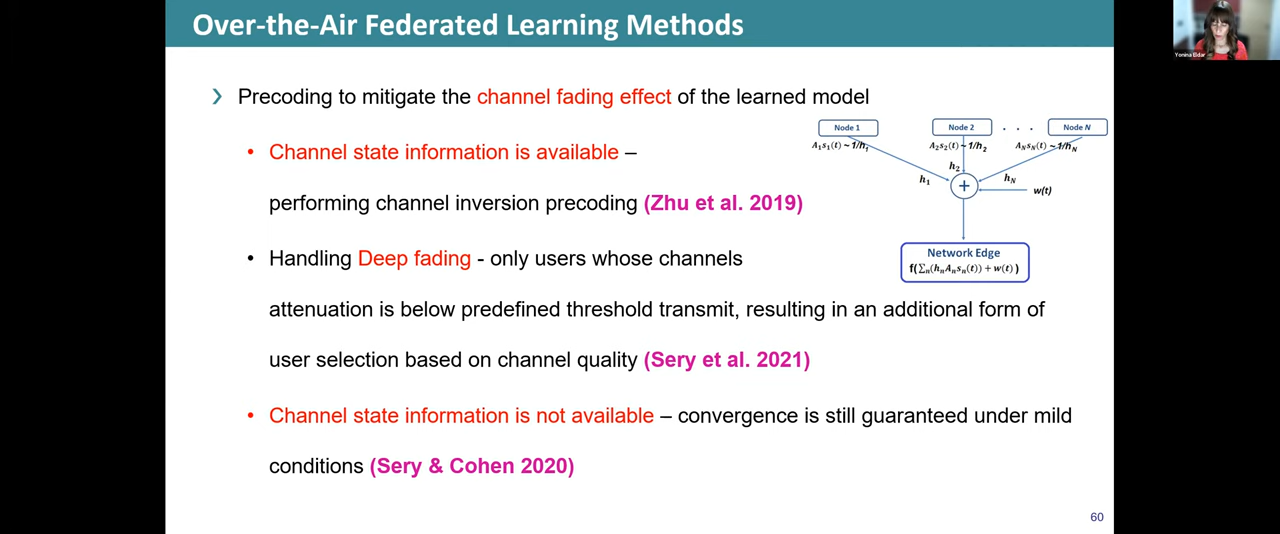 Over-the-Air Federated Learning Methods
Yonina Eldar
Precoding to mitigate the channel fading effect of the learned model
• Channel state information is available –
performing channel inversion precoding (Zhu et al. 2019)
• Handling Deep fading - only users whose channels
attenuation is below predefined threshold transmit, resulting in an additional form of
user selection based on channel quality (Sery et al. 2021)
• Channel state information is not available – convergence is still guaranteed under mild
conditions (Sery & Cohen 2020)
Node 1
Node 2
. . .
Node N
A₁s₁(t) ~ 1/h₁
A₂s₂(t) ~ 1/h₂
A_N s_N(t) ~ 1/h_N
h₁
h₂
h_N
+
w(t)
Network Edge
f(∑ₙ(hₙAₙsₙ(t)) + w(t) )
60